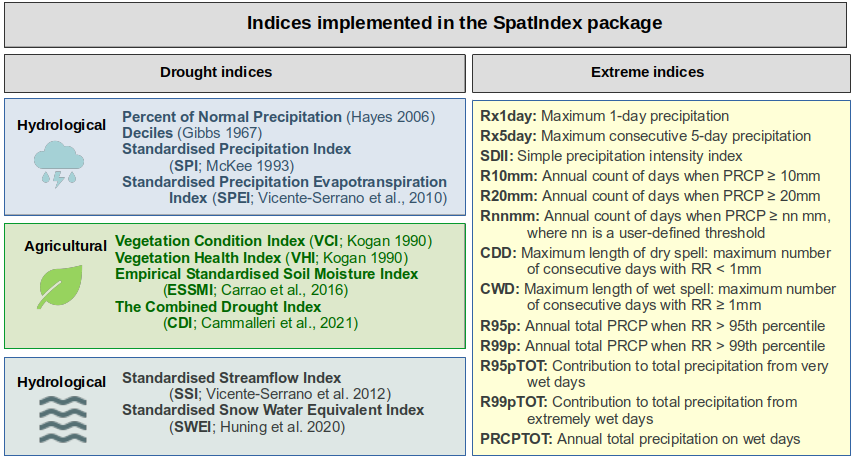 Indices implemented in the SpatIndex package
Drought indices
Hydrological
Percent of Normal Precipitation (Hayes 2006)
Deciles (Gibbs 1967)
Standardised Precipitation Index
(SPI; McKee 1993)
Standardised Precipitation Evapotranspiration
Index (SPEI; Vicente-Serrano et al., 2010)
Agricultural
Vegetation Condition Index (VCI; Kogan 1990)
Vegetation Health Index (VHI; Kogan 1990)
Empirical Standardised Soil Moisture Index
(ESSMI; Carrao et al., 2016)
The Combined Drought Index
(CDI; Cammalleri et al., 2021)
Hydrological
Standardised Streamflow Index
(SSI; Vicente-Serrano et al. 2012)
Standardised Snow Water Equivalent Index
(SWEI; Huning et al. 2020)
Extreme indices
Rx1day: Maximum 1-day precipitation
Rx5day: Maximum consecutive 5-day precipitation
SDII: Simple precipitation intensity index
R10mm: Annual count of days when PRCP ≥ 10mm
R20mm: Annual count of days when PRCP ≥ 20mm
Rnnmm: Annual count of days when PRCP ≥ nn mm,
where nn is a user-defined threshold
CDD: Maximum length of dry spell: maximum number
of consecutive days with RR < 1mm
CWD: Maximum length of wet spell: maximum number
of consecutive days with RR ≥ 1mm
R95p: Annual total PRCP when RR > 95th percentile
R99p: Annual total PRCP when RR > 99th percentile
R95pTOT: Contribution to total precipitation from very
wet days
R99pTOT: Contribution to total precipitation from
extremely wet days
PRCPTOT: Annual total precipitation on wet days